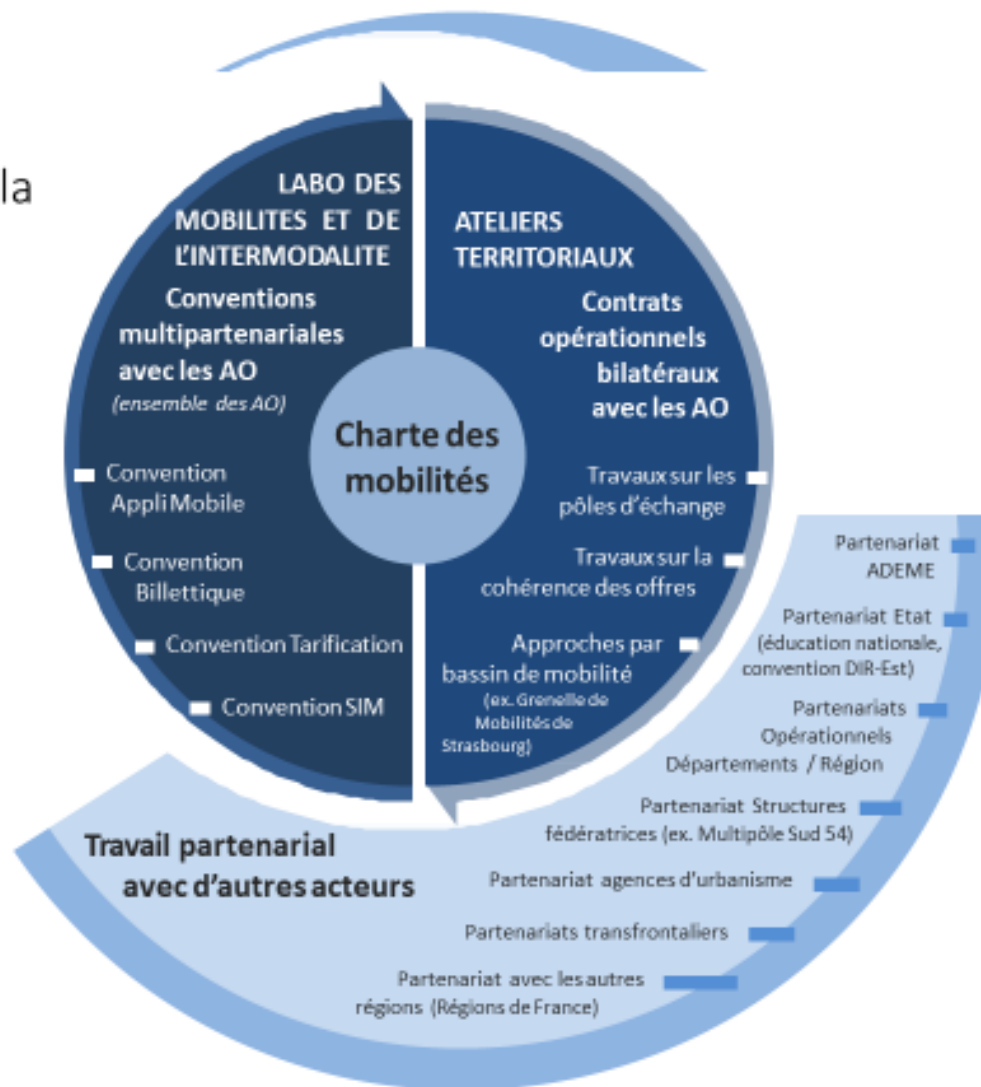 la
LABO DES
MOBILITES ET DE
L'INTERMODALITE
Conventions
multipartenariales
avec les AO
(ensemble des AO)
Convention
Appli Mobile
Convention
Billettique
Convention Tarification
Convention SIM
ATELIERS
TERRITORIAUX
Contrats
opérationnels
bilatéraux
avec les AO
Travaux sur les
pôles d'échange
Travaux sur la
cohérence des offres
Approches par
bassin de mobilité
(ex. Grenelle de
Mobilités de
Strasbourg)
Charte des
mobilités
Travail partenarial
avec d'autres acteurs
Partenariat
ADEME
Partenariat Etat
(éducation nationale,
convention DIR-Est)
Partenariats
Opérationnels
Départements / Région
Partenariat Structures
fédératrices (ex. Multipôle Sud 54)
Partenariat agences d'urbanisme
Partenariats transfrontaliers
Partenariat avec les autres
régions (Régions de France)